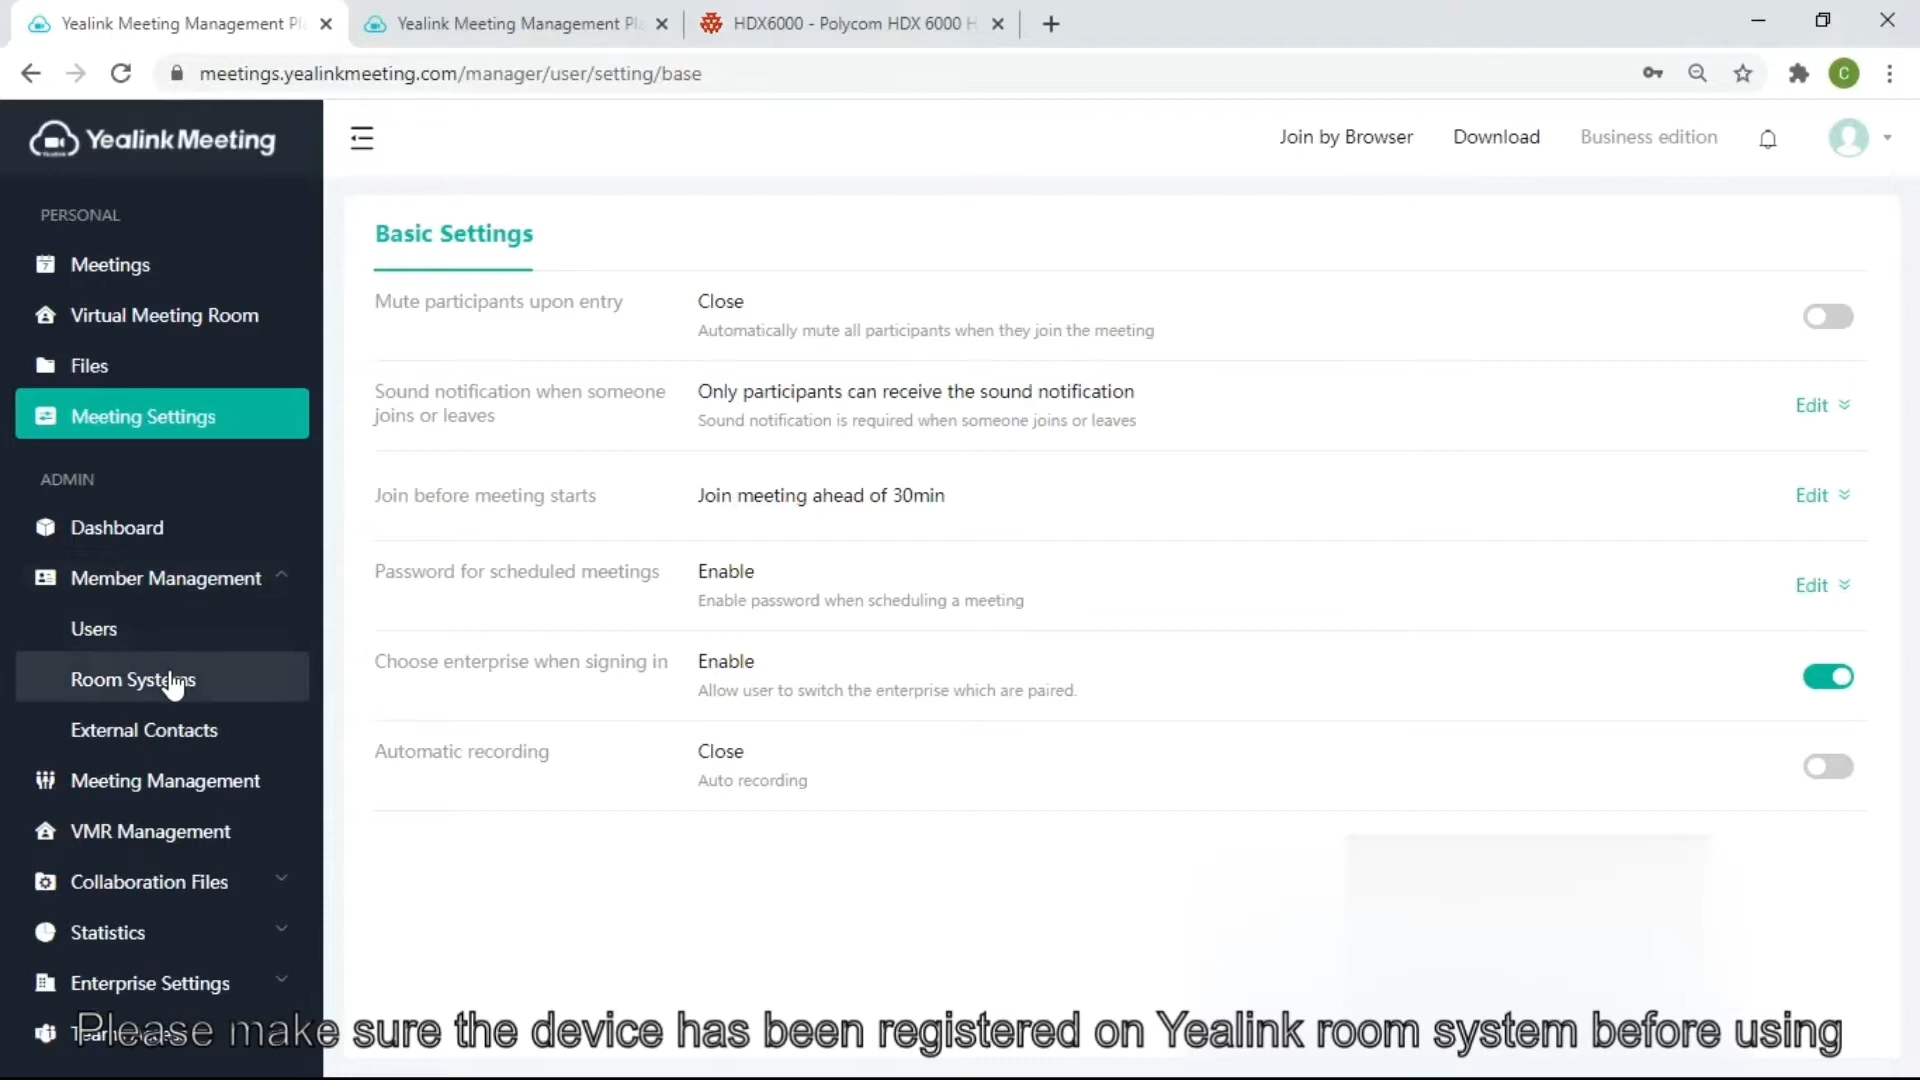 Yealink Meeting Management Pl
Yealink Meeting Management Pl
HDX6000 - Polycom HDX 6000 H
meetings.yealinkmeeting.com/manager/user/setting/base
C
Yealink Meeting
Join by Browser
Download
Business edition
PERSONAL
Meetings
Virtual Meeting Room
Files
Meeting Settings
ADMIN
Dashboard
Member Management
Users
Room Systems
External Contacts
Meeting Management
VMR Management
Collaboration Files
Statistics
Enterprise Settings
Basic Settings
Mute participants upon entry
Close
Automatically mute all participants when they join the meeting
Sound notification when someone
joins or leaves
Only participants can receive the sound notification
Sound notification is required when someone joins or leaves
Edit
Join before meeting starts
Join meeting ahead of 30min
Edit
Password for scheduled meetings
Enable
Enable password when scheduling a meeting
Edit
Choose enterprise when signing in
Enable
Allow user to switch the enterprise which are paired.
Automatic recording
Close
Auto recording
Please make sure the device has been registered on Yealink room system before using